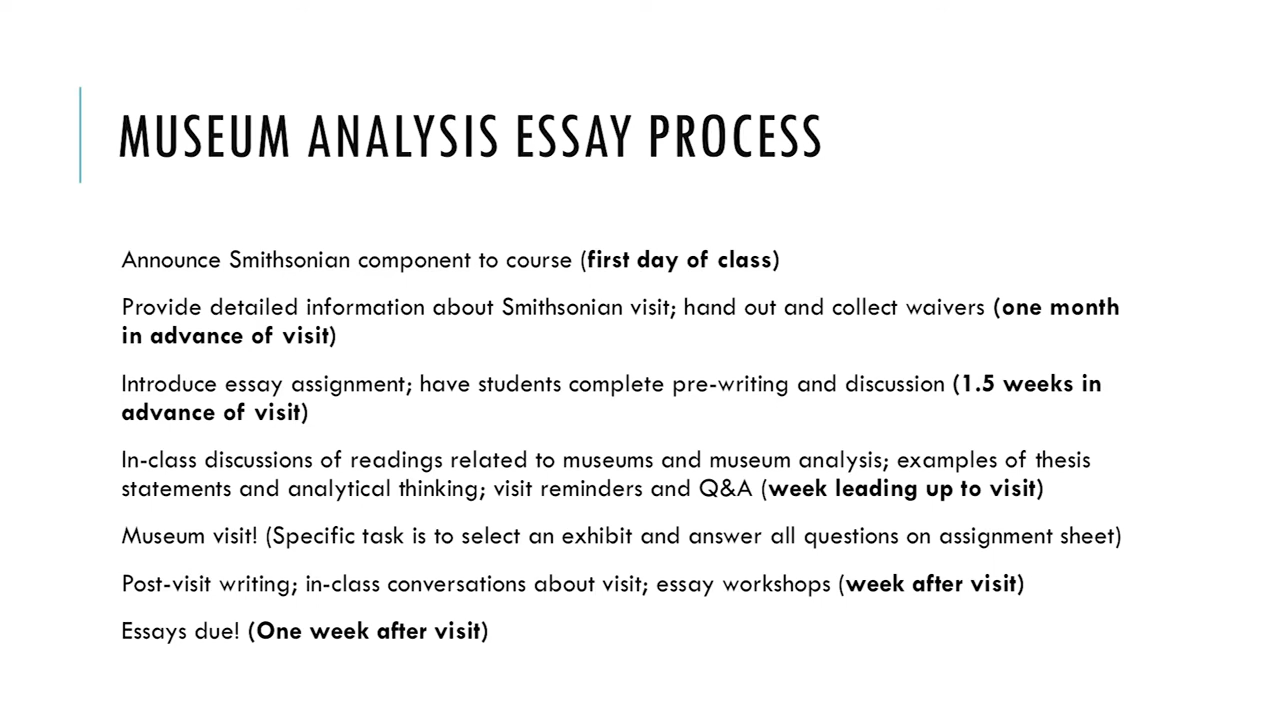 MUSEUM ANALYSIS ESSAY PROCESS
Announce Smithsonian component to course (first day of class)
Provide detailed information about Smithsonian visit; hand out and collect waivers (one month
in advance of visit)
Introduce essay assignment; have students complete pre-writing and discussion (1.5 weeks in
advance of visit)
In-class discussions of readings related to museums and museum analysis; examples of thesis
statements and analytical thinking; visit reminders and Q&A (week leading up to visit)
Museum visit! (Specific task is to select an exhibit and answer all questions on assignment sheet)
Post-visit writing; in-class conversations about visit; essay workshops (week after visit)
Essays due! (One week after visit)